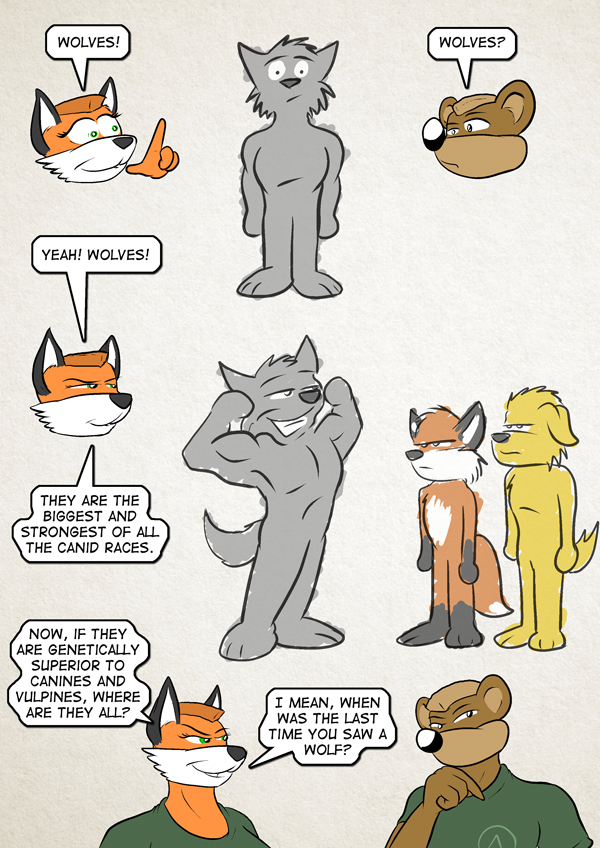 WOLVES!
WOLVES?
YEAH! WOLVES!
THEY ARE THE
BIGGEST AND
STRONGEST OF ALL
THE CANID RACES.
NOW, IF THEY
ARE GENETICALLY
SUPERIOR TO
CANINES AND
VULPINES, WHERE
ARE THEY ALL?
I MEAN, WHEN
WAS THE LAST
TIME YOU SAW A
WOLF?